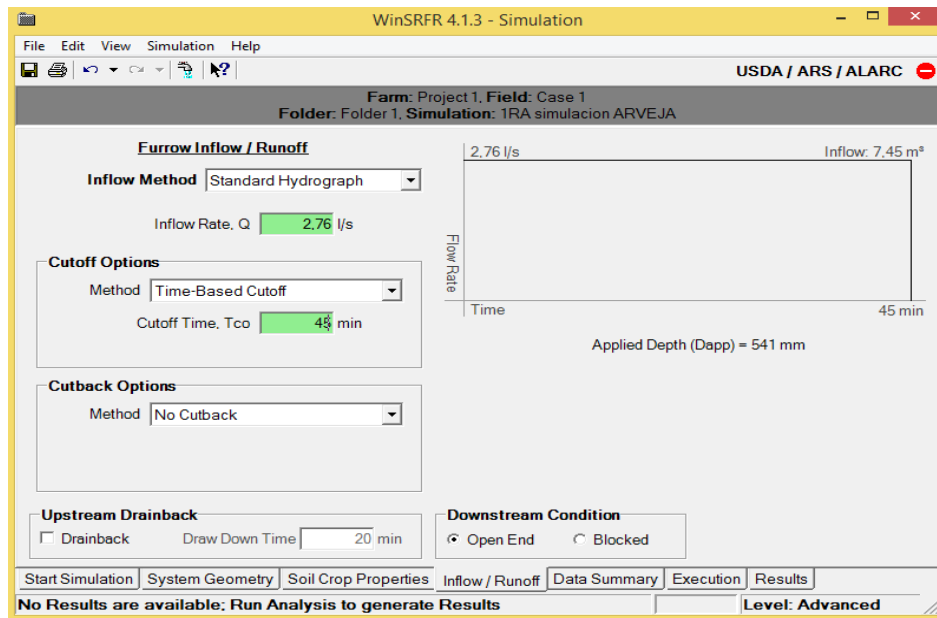 WinSRFR 4.1.3 - Simulation
File Edit View Simulation Help
USDA / ARS / ALARC
Farm: Project 1, Field: Case 1
Folder: Folder 1, Simulation: 1RA simulacion ARVEJA
Furrow Inflow / Runoff
Inflow Method Standard Hydrograph
Inflow Rate, Q 2,76 l/s
Cutoff Options
Method Time-Based Cutoff
Cutoff Time, Tco 45 min
Cutback Options
Method No Cutback
Upstream Drainback
Drainback Draw Down Time 20 min
2,76 l/s Inflow: 7,45 m³
Flow Rate
Time 45 min
Applied Depth (Dapp) = 541 mm
Downstream Condition
Open End Blocked
Start Simulation System Geometry Soil Crop Properties Inflow / Runoff Data Summary Execution Results
No Results are available; Run Analysis to generate Results Level: Advanced